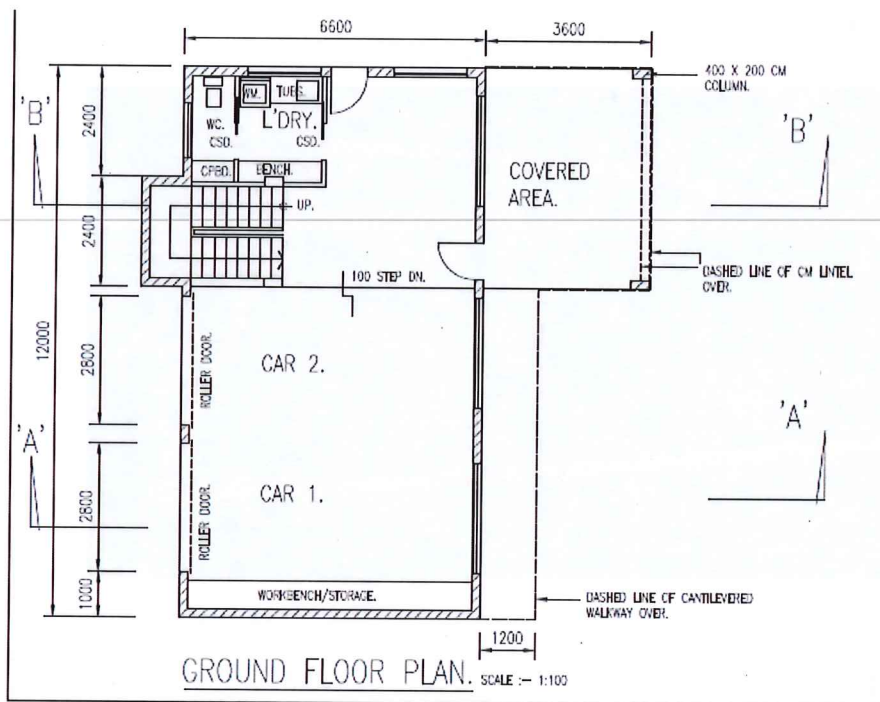 6600
3600
400 X 200 CM
COLUMN.
'B'
2400
WM.
TUBS.
L'DRY.
WC.
CSD.
CSD.
'B'
CPBD.
BENCH.
COVERED
AREA.
UP.
2400
DASHED LINE OF CM LINTEL
OVER.
100 STEP DN.
12000
2800
ROLLER DOOR.
CAR 2.
'A'
'A'
2800
ROLLER DOOR.
CAR 1.
1000
WORKBENCH/STORAGE.
DASHED LINE OF CANTILEVERED
WALKWAY OVER.
1200
GROUND FLOOR PLAN.
SCALE :- 1:100